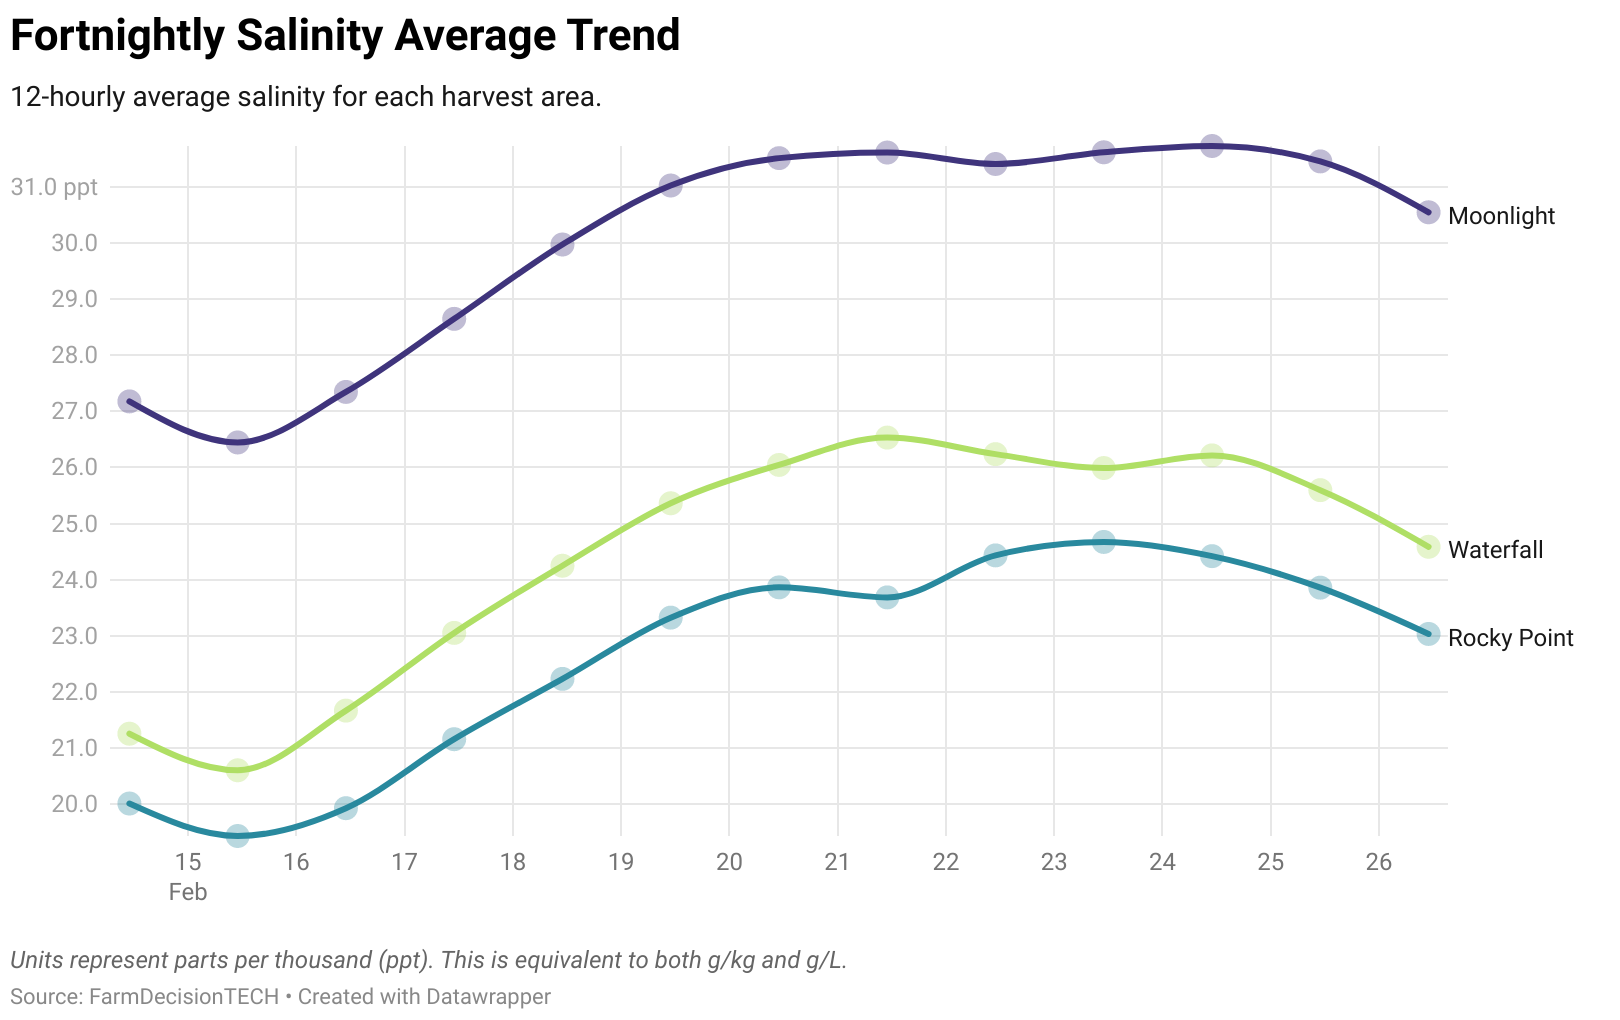 Fortnightly Salinity Average Trend
12-hourly average salinity for each harvest area.
31.0 ppt
30.0
29.0
28.0
27.0
26.0
25.0
24.0
23.0
22.0
21.0
20.0
Moonlight
Waterfall
Rocky Point
15 16 17 18 19 20 21 22 23 24 25 26
Feb
Units represent parts per thousand (ppt). This is equivalent to both g/kg and g/L.
Source: FarmDecisionTECH • Created with Datawrapper